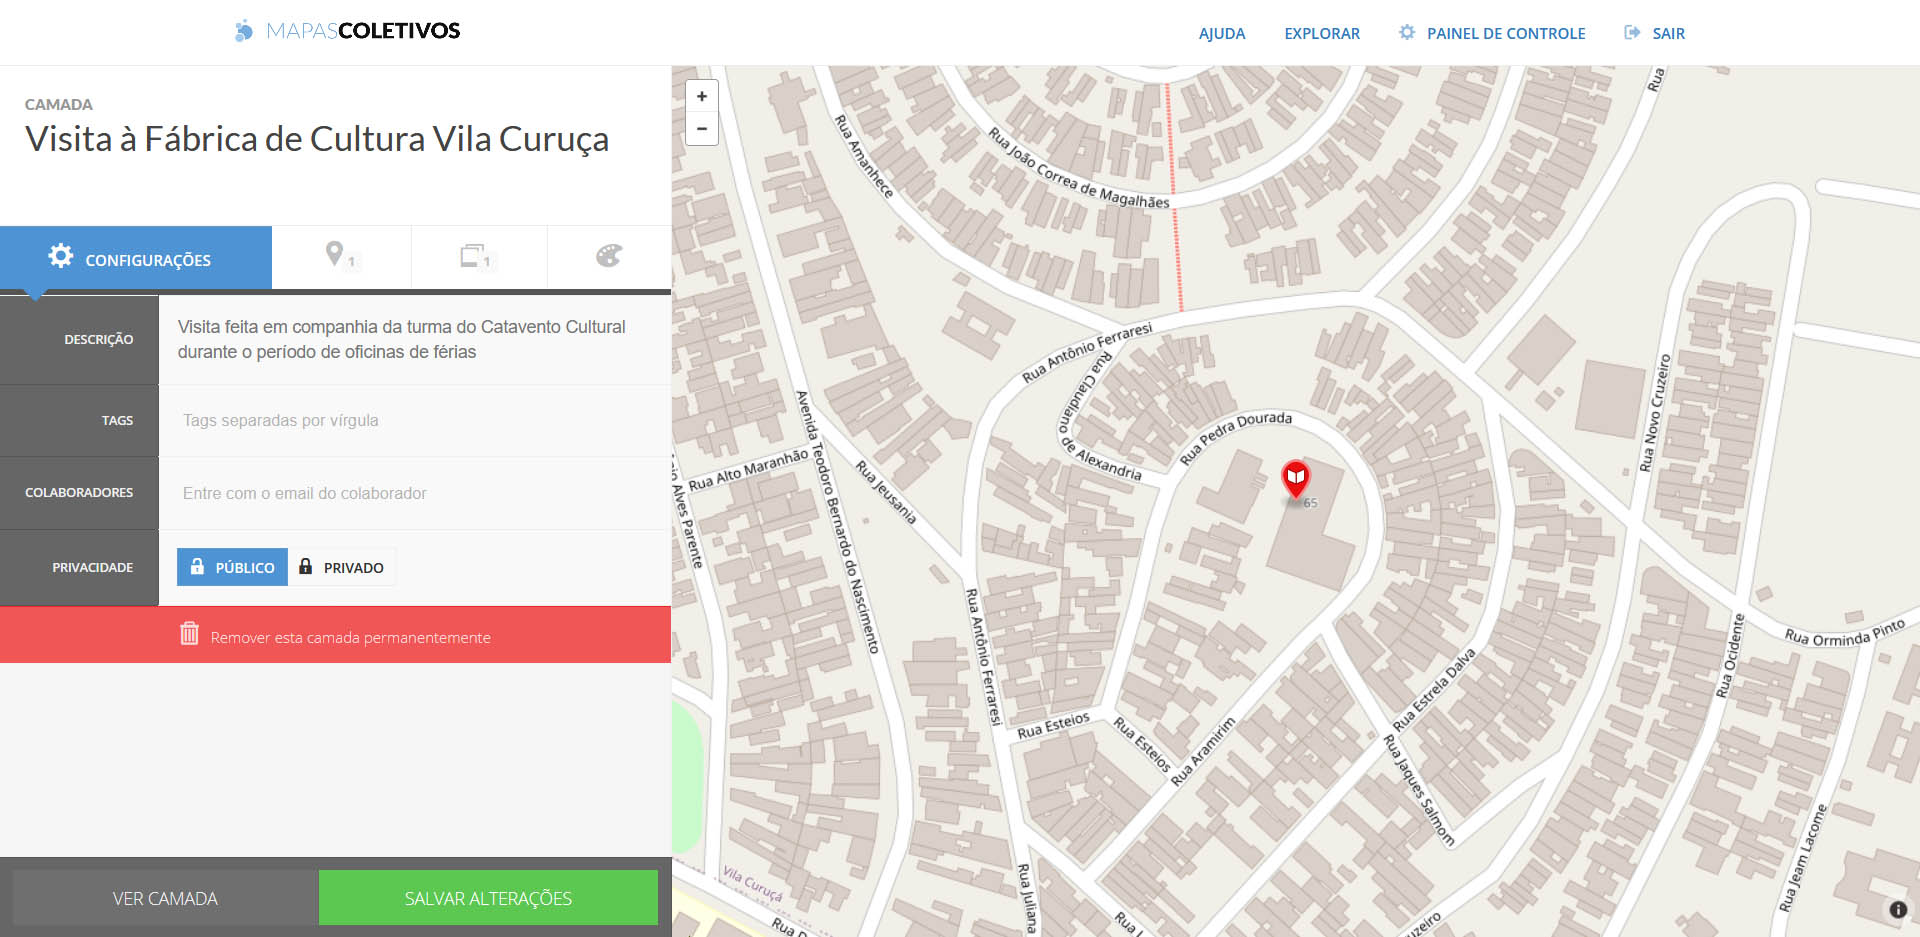 MAPASCOLETIVOS
AJUDA
EXPLORAR
PAINEL DE CONTROLE
SAIR
CAMADA
Visita à Fábrica de Cultura Vila Curuça
CONFIGURAÇÕES
1
1
DESCRIÇÃO
Visita feita em companhia da turma do Catavento Cultural
durante o período de oficinas de férias
TAGS
Tags separadas por vírgula
COLABORADORES
Entre com o email do colaborador
PRIVACIDADE
PÚBLICO
PRIVADO
Remover esta camada permanentemente
VER CAMADA
SALVAR ALTERAÇÕES
+
−
Rua Amanhece
Rua João Correa de Magalhães
Rua
Rua Antônio Ferraresi
Rua Claudiano de Alexandria
Rua Pedra Dourada
65
Rua Novo Cruzeiro
Avenida Teodoro Bernardo do Nascimento
Rua Alto Maranhão
Alves Parente
Rua Jeusania
Rua Antônio Ferraresi
Rua Esteios
Rua Esteios
Rua Aramirim
Rua Estrela Dalva
Rua Jaques Salmom
Rua Ocidente
Rua Orminda Pinto
Rua Jeam Lacome
Vila Curuçá
Rua Juliana
Rua
Rua
uzeiro
i